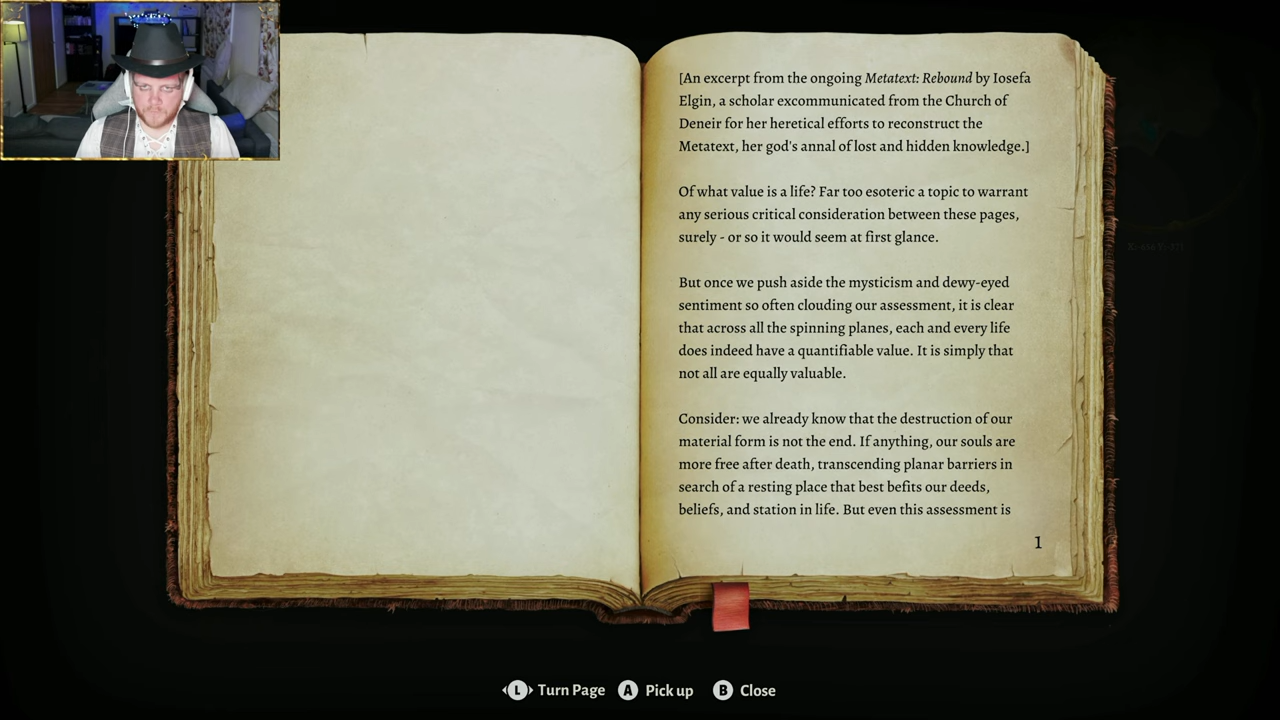 [An excerpt from the ongoing Metatext: Rebound by Iosefa
Elgin, a scholar excommunicated from the Church of
Deneir for her heretical efforts to reconstruct the
Metatext, her god's annal of lost and hidden knowledge.]
Of what value is a life? Far too esoteric a topic to warrant
any serious critical consideration between these pages,
surely - or so it would seem at first glance.
But once we push aside the mysticism and dewy-eyed
sentiment so often clouding our assessment, it is clear
that across all the spinning planes, each and every life
does indeed have a quantifiable value. It is simply that
not all are equally valuable.
Consider: we already know that the destruction of our
material form is not the end. If anything, our souls are
more free after death, transcending planar barriers in
search of a resting place that best befits our deeds,
beliefs, and station in life. But even this assessment is
1
L Turn Page A Pick up B Close